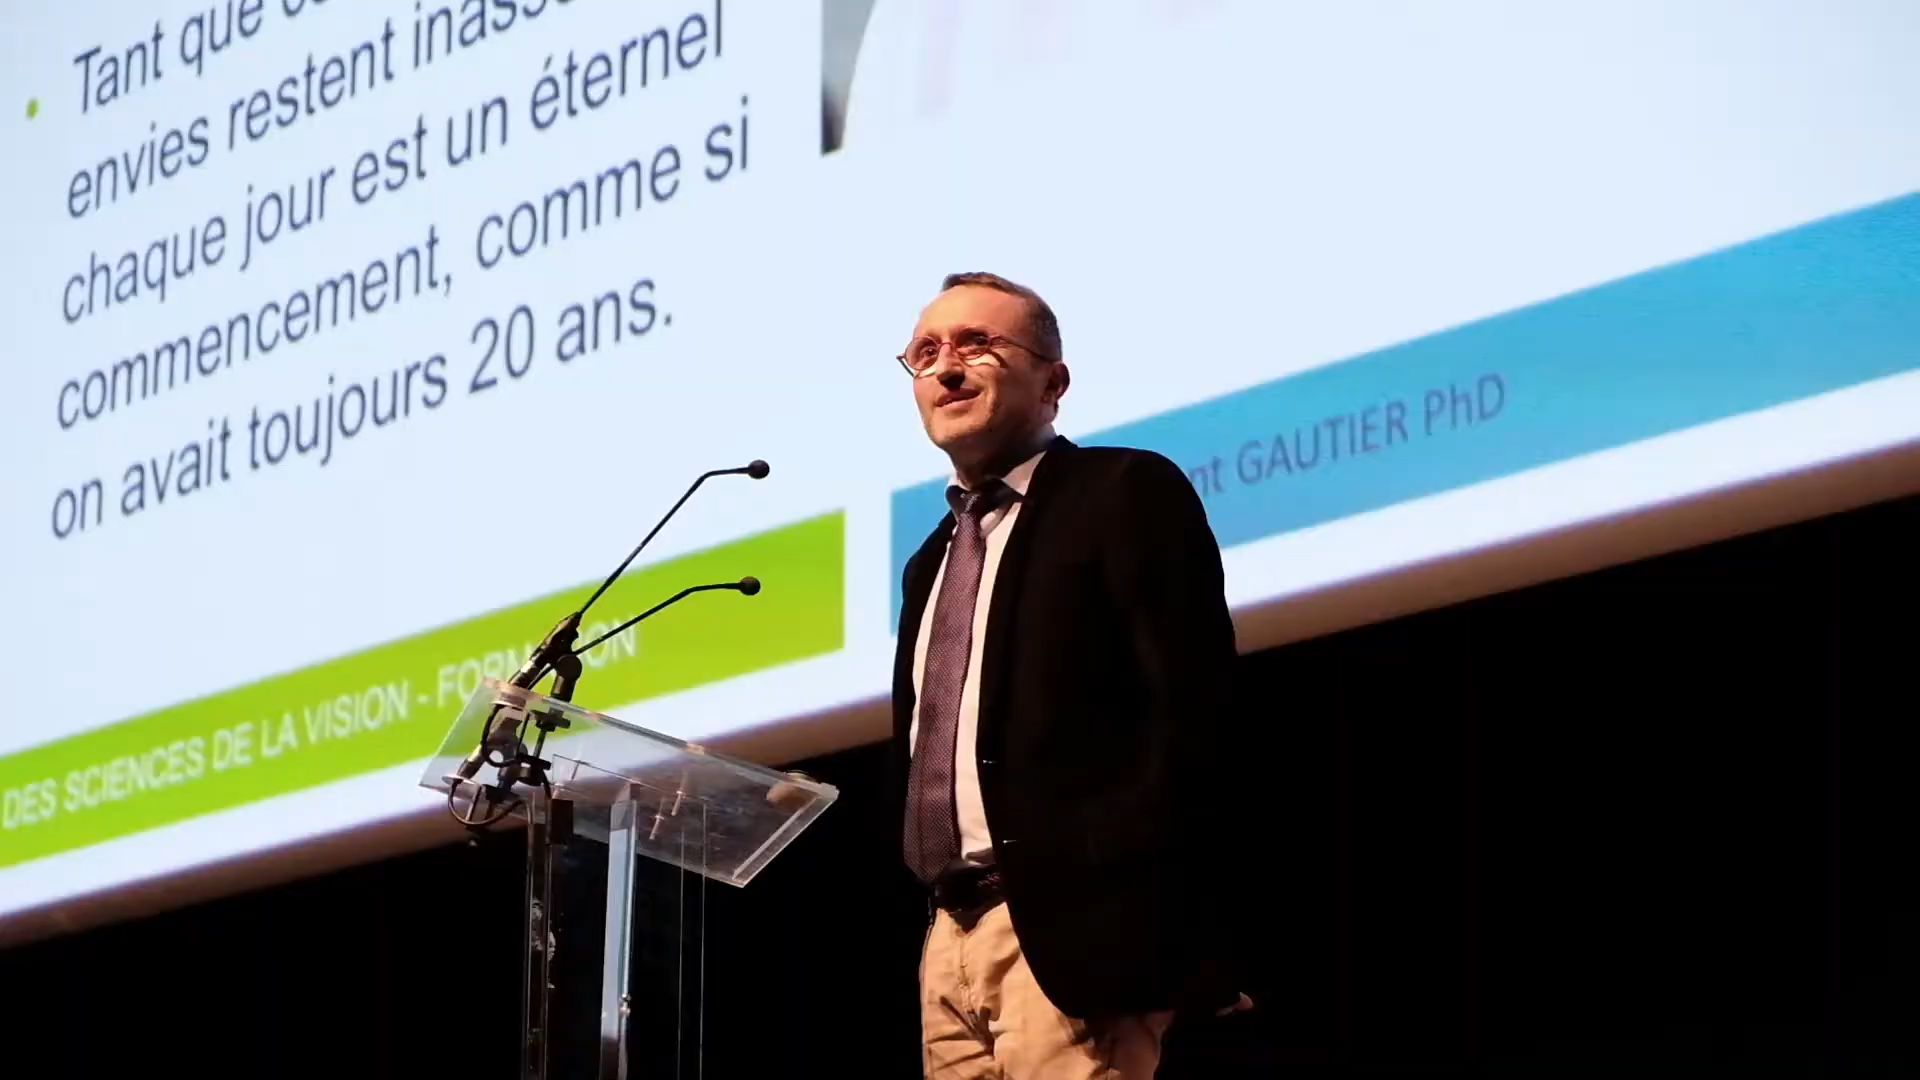 Tant que
envies restent
chaque jour est un éternel
commencement, comme si
on avait toujours 20 ans.
DES SCIENCES DE LA VISION -
GAUTIER PhD